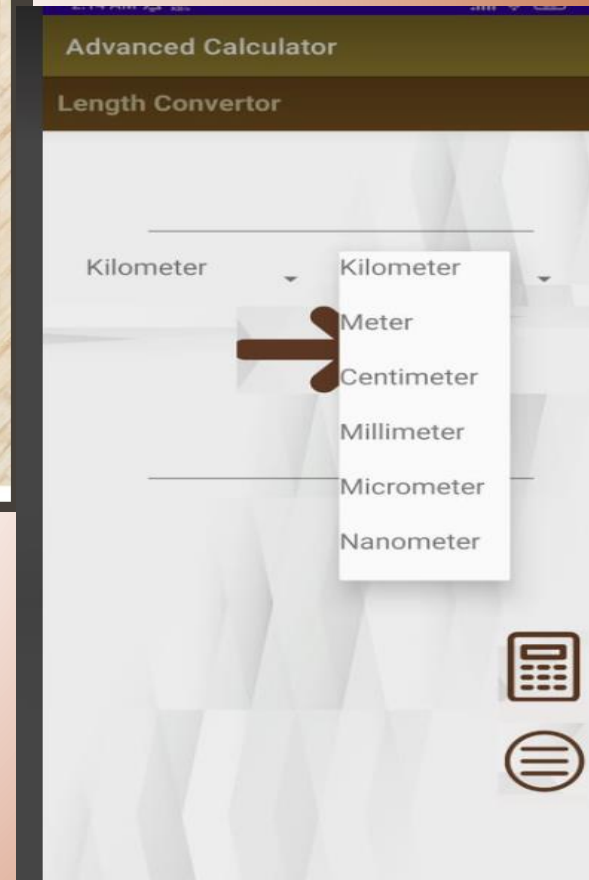 Advanced Calculator
Length Convertor
Kilometer
Kilometer
Meter
Centimeter
Millimeter
Micrometer
Nanometer